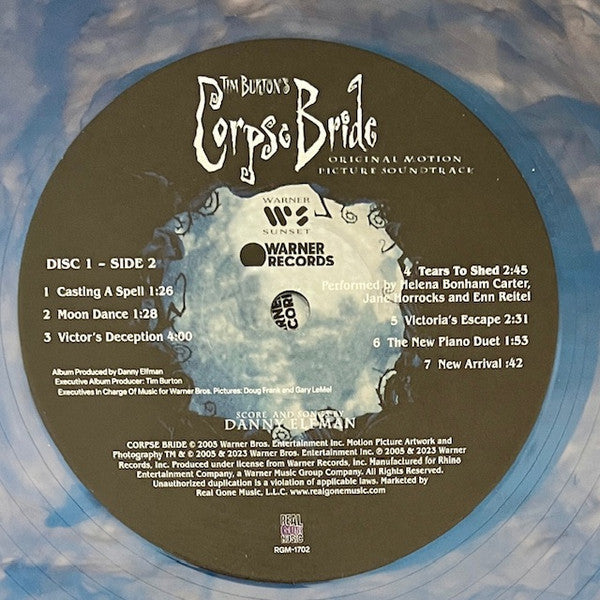 TIM BURTON'S
Corpse Bride
ORIGINAL MOTION
PICTURE SOUNDTRACK
WARNER
SUNSET
WARNER
RECORDS
DISC 1 – SIDE 2
1 Casting A Spell 1:26
2 Moon Dance 1:28
3 Victor's Deception 4:00
4 Tears To Shed 2:45
Performed by Helena Bonham Carter,
Jane Horrocks and Enn Reitel
5 Victoria's Escape 2:31
6 The New Piano Duet 1:53
7 New Arrival :42
Album Produced by Danny Elfman
Executive Album Producer: Tim Burton
Executives In Charge Of Music for Warner Bros. Pictures: Doug Frank and Gary LeMel
SCORE AND SONGS BY
DANNY ELFMAN
CORPSE BRIDE © 2005 Warner Bros. Entertainment Inc. Motion Picture Artwork and
Photography TM & © 2005 & 2023 Warner Bros. Entertainment Inc. ℗ 2005 & 2023 Warner
Records, Inc. Produced under license from Warner Records, Inc. Manufactured for Rhino
Entertainment Company, a Warner Music Group Company. All Rights Reserved.
Unauthorized duplication is a violation of applicable laws. Marketed by
Real Gone Music, L.L.C. www.realgonemusic.com
REAL
GONE
MUSIC
RGM-1702